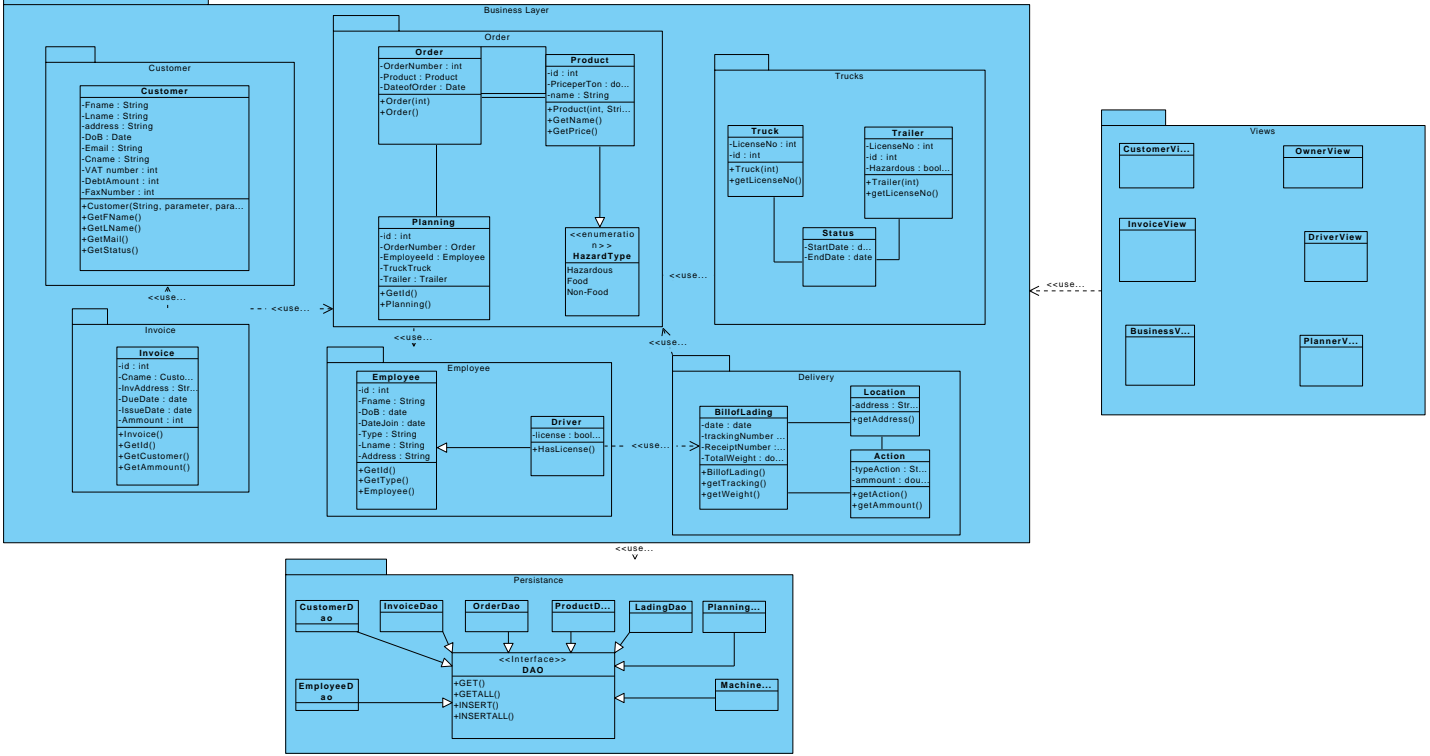 Business Layer
Customer
Customer
-Fname : String
-Lname : String
-address : String
-DoB : Date
-Email : String
-Cname : String
-VAT number : int
-DebtAmount : int
-FaxNumber : int
+Customer(String, parameter, para...
+GetFName()
+GetLName()
+GetMail()
+GetStatus()
<<use...
Invoice
Invoice
-id : int
-Cname : Custo...
-InvAddress : Str...
-DueDate : date
-IssueDate : date
-Ammount : int
+Invoice()
+GetId()
+GetCustomer()
+GetAmmount()
<<use...
Order
Order
-OrderNumber : int
-Product : Product
-DateofOrder : Date
+Order(int)
+Order()
Product
-id : int
-PriceperTon : do...
-name : String
+Product(int, Stri...
+GetName()
+GetPrice()
Planning
-id : int
-OrderNumber : Order
-EmployeeId : Employee
-TruckTruck
-Trailer : Trailer
+GetId()
+Planning()
<<enumeratio
n>>
HazardType
Hazardous
Food
Non-Food
<<use...
<<use...
<<use...
Trucks
Truck
-LicenseNo : int
-id : int
+Truck(int)
+getLicenseNo()
Trailer
-LicenseNo : int
-id : int
-Hazardous : bool...
+Trailer(int)
+getLicenseNo()
Status
-StartDate : d...
-EndDate : date
Employee
Employee
-id : int
-Fname : String
-DoB : date
-DateJoin : date
-Type : String
-Lname : String
-Address : String
+GetId()
+GetType()
+Employee()
Driver
-license : bool...
+HasLicense()
<<use...
Delivery
BillofLading
-date : date
-trackingNumber ...
-ReceiptNumber :...
-TotalWeight : do...
+BillofLading()
+getTracking()
+getWeight()
Location
-address : Str...
+getAddress()
Action
-typeAction : St...
-ammount : dou...
+getAction()
+getAmmount()
<<use...
Views
CustomerVi...
OwnerView
InvoiceView
DriverView
BusinessV...
PlannerV...
<<use...
Persistance
CustomerD
ao
InvoiceDao
OrderDao
ProductD...
LadingDao
Planning...
<<Interface>>
DAO
+GET()
+GETALL()
+INSERT()
+INSERTALL()
EmployeeD
ao
Machine...